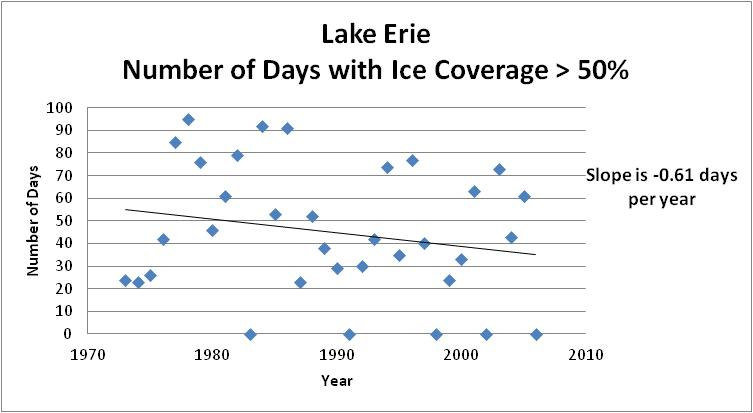 Lake Erie
Number of Days with Ice Coverage > 50%
100
90
80
70
60
50
40
30
20
10
0
Number of Days
1970 1980 1990 2000 2010
Year
Slope is -0.61 days
per year